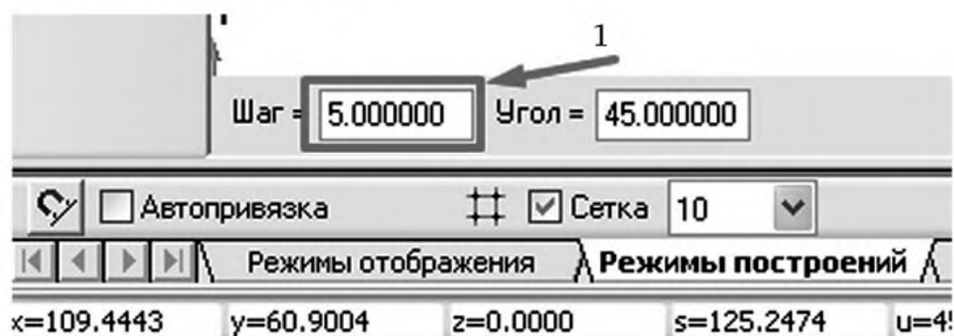 1
Шаг = 5.000000 Угол = 45.000000
Автопривязка Сетка 10
Режимы отображения Режимы построений
x=109.4443 y=60.9004 z=0.0000 s=125.2474